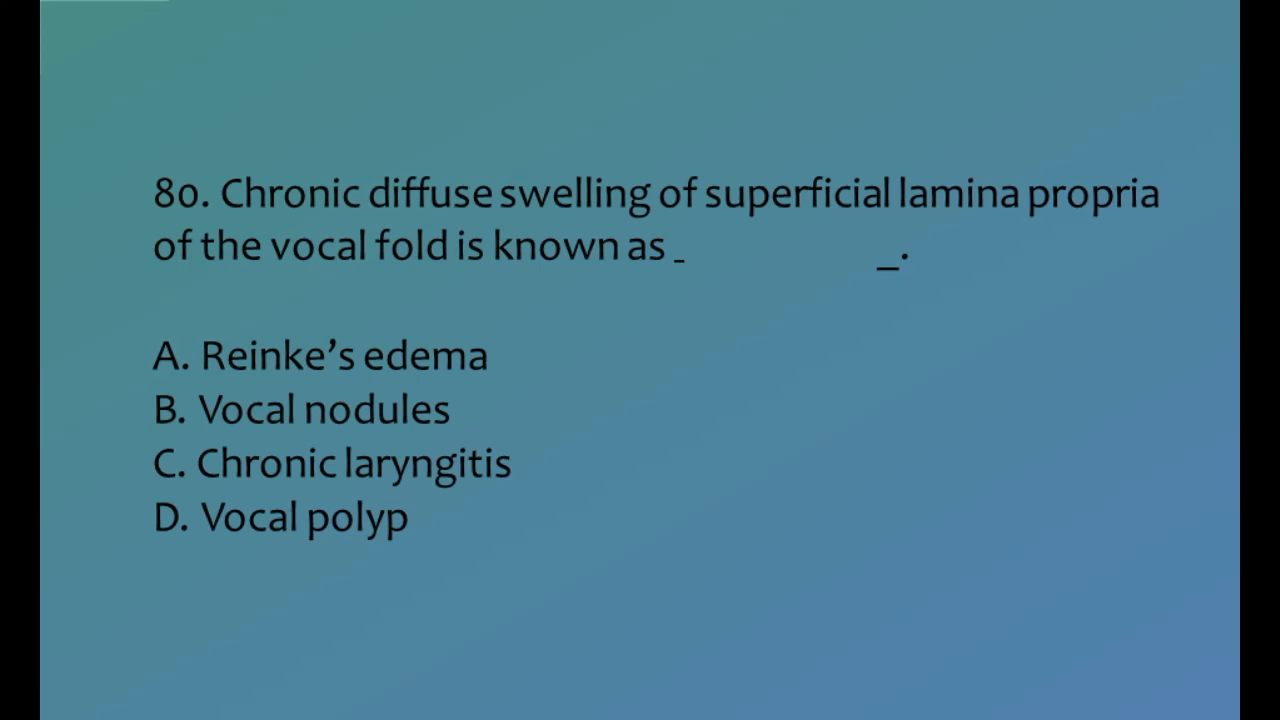 80. Chronic diffuse swelling of superficial lamina propria
of the vocal fold is known as _ _.
A. Reinke’s edema
B. Vocal nodules
C. Chronic laryngitis
D. Vocal polyp